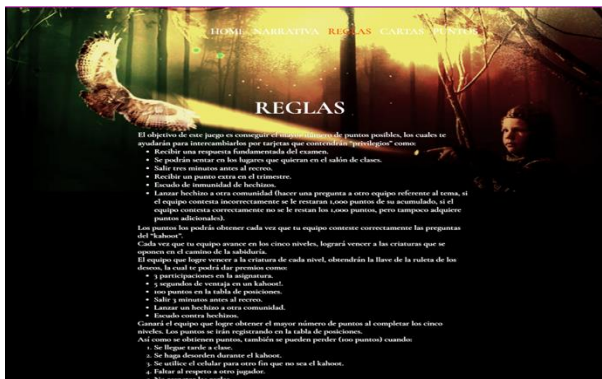 HOME NARRATIVA REGLAS CARTAS PUNTOS
REGLAS
El objetivo de este juego es conseguir el mayor número de puntos posibles, los cuales te
ayudarán para intercambiarlos por tarjetas que contendrán "privilegios" como:
• Recibir una respuesta fundamentada del examen.
• Se podrán sentar en los lugares que quieran en el salón de clases.
• Salir tres minutos antes al recreo.
• Recibir un punto extra en el trimestre.
• Escudo de inmunidad de hechizos.
• Lanzar hechizo a otra comunidad (hacer una pregunta a otro equipo referente al tema, si
el equipo contesta incorrectamente se le restaran 1,000 puntos de su acumulado, si el
equipo contesta correctamente no se le restan los 1,000 puntos, pero tampoco adquiere
puntos adicionales).
Los puntos los podrás obtener cada vez que tu equipo conteste correctamente las preguntas
del "kahoot".
Cada vez que tu equipo avance en los cinco niveles, logrará vencer a las criaturas que se
oponen en el camino de la sabiduría.
El equipo que logre vencer a la criatura de cada nivel, obtendrán la llave de la ruleta de los
deseos, la cual te podrá dar premios como:
• 3 participaciones en la asignatura.
• 5 segundos de ventaja en un kahoot!.
• 100 puntos en la tabla de posiciones.
• Salir 3 minutos antes al recreo.
• Lanzar un hechizo a otra comunidad.
• Escudo contra hechizos.
Ganará el equipo que logre obtener el mayor número de puntos al completar los cinco
niveles. Los puntos se irán registrando en la tabla de posiciones.
Así como se obtienen puntos, también se pueden perder (100 puntos) cuando:
1. Se llegue tarde a clase.
2. Se haga desorden durante el kahoot.
3. Se utilice el celular para otro fin que no sea el kahoot.
4. Faltar al respeto a otro jugador.